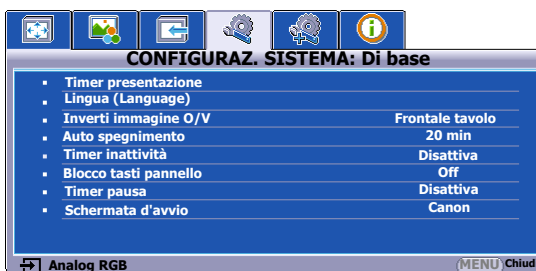 CONFIGURAZ. SISTEMA: Di base
Timer presentazione
Lingua (Language)
Inverti immagine O/V Frontale tavolo
Auto spegnimento 20 min
Timer inattività Disattiva
Blocco tasti pannello Off
Timer pausa Disattiva
Schermata d'avvio Canon
Analog RGB MENU Chiud